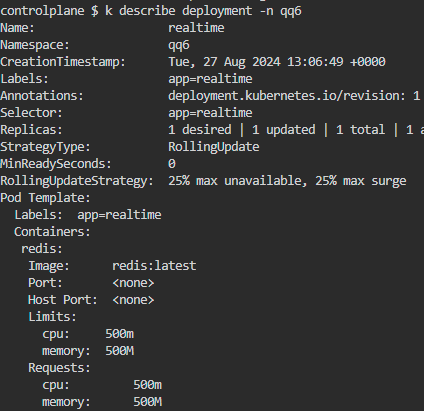 controlplane $ k describe deployment -n qq6
Name:                   realtime
Namespace:              qq6
CreationTimestamp:      Tue, 27 Aug 2024 13:06:49 +0000
Labels:                 app=realtime
Annotations:            deployment.kubernetes.io/revision: 1
Selector:               app=realtime
Replicas:               1 desired | 1 updated | 1 total | 1
StrategyType:           RollingUpdate
MinReadySeconds:        0
RollingUpdateStrategy:  25% max unavailable, 25% max surge
Pod Template:
  Labels:  app=realtime
  Containers:
   redis:
    Image:      redis:latest
    Port:       <none>
    Host Port:  <none>
    Limits:
      cpu:     500m
      memory:  500M
    Requests:
      cpu:        500m
      memory:     500M